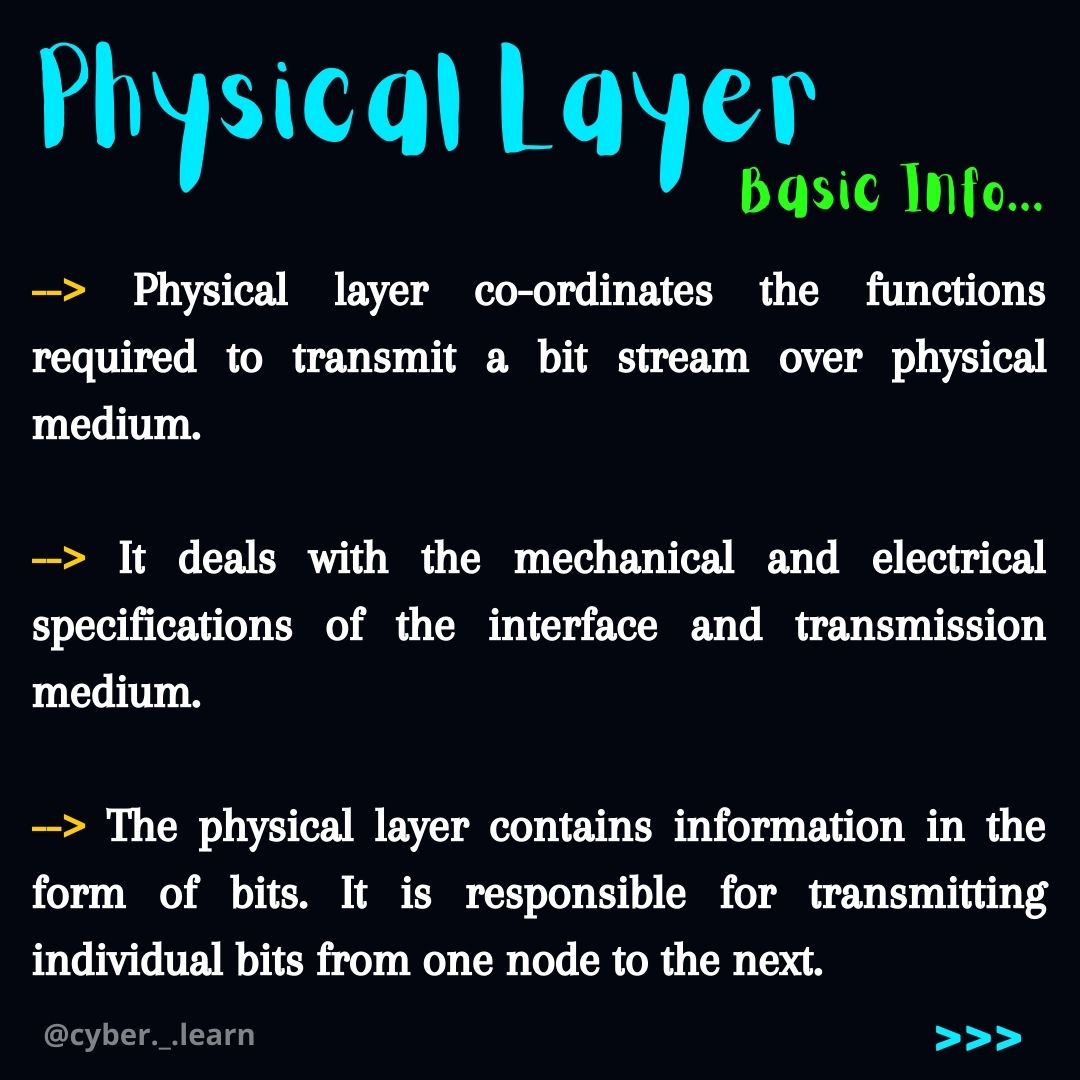 Physical Layer
Basic Info...
--> Physical layer co-ordinates the functions
required to transmit a bit stream over physical
medium.
--> It deals with the mechanical and electrical
specifications of the interface and transmission
medium.
--> The physical layer contains information in the
form of bits. It is responsible for transmitting
individual bits from one node to the next.
@cyber._.learn
>>>